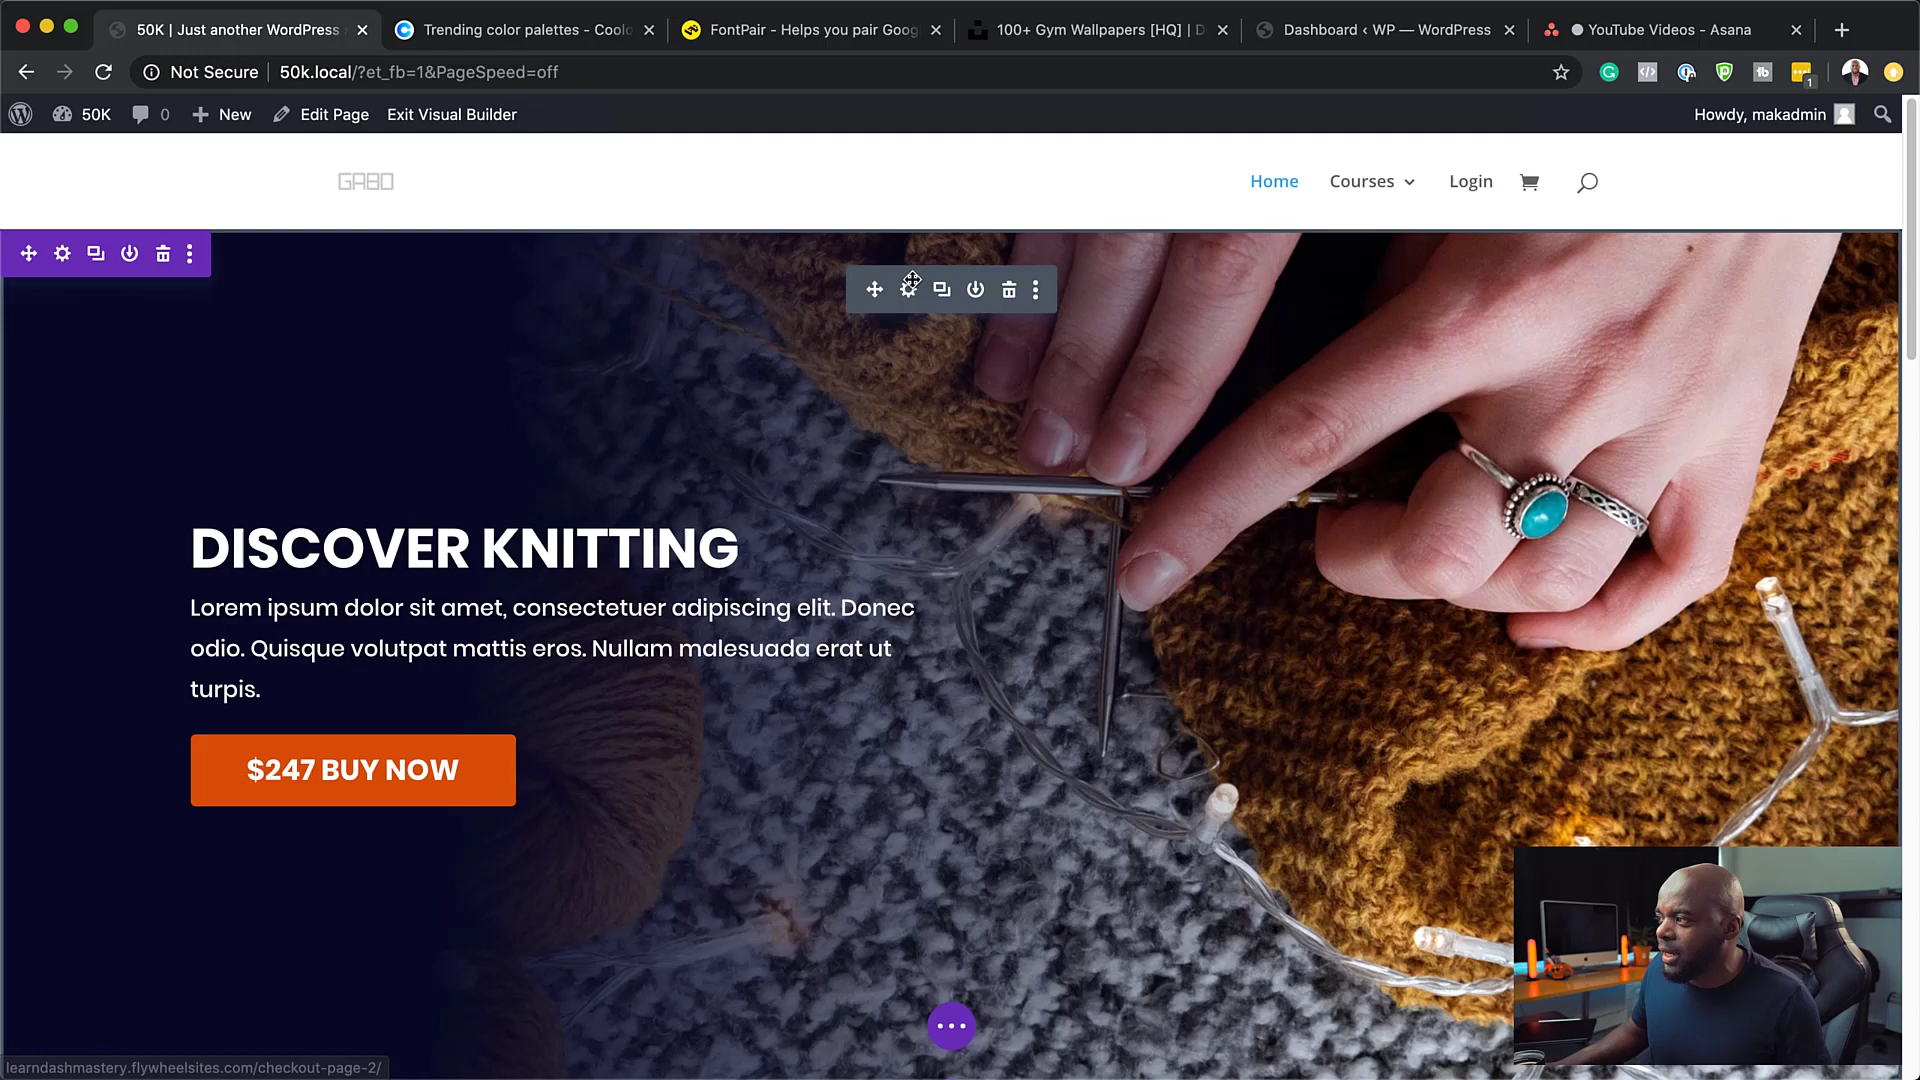 50K | Just another WordPress
Trending color palettes - Coolo
FontPair - Helps you pair Goog
100+ Gym Wallpapers [HQ] | D
Dashboard ‹ WP — WordPress
YouTube Videos - Asana
Not Secure
50k.local/?et_fb=1&PageSpeed=off
1
50K
0
New
Edit Page
Exit Visual Builder
Howdy, makadmin
GABO
Home
Courses
Login
DISCOVER KNITTING
Lorem ipsum dolor sit amet, consectetuer adipiscing elit. Donec
odio. Quisque volutpat mattis eros. Nullam malesuada erat ut
turpis.
$247 BUY NOW
learndashmastery.flywheelsites.com/checkout-page-2/